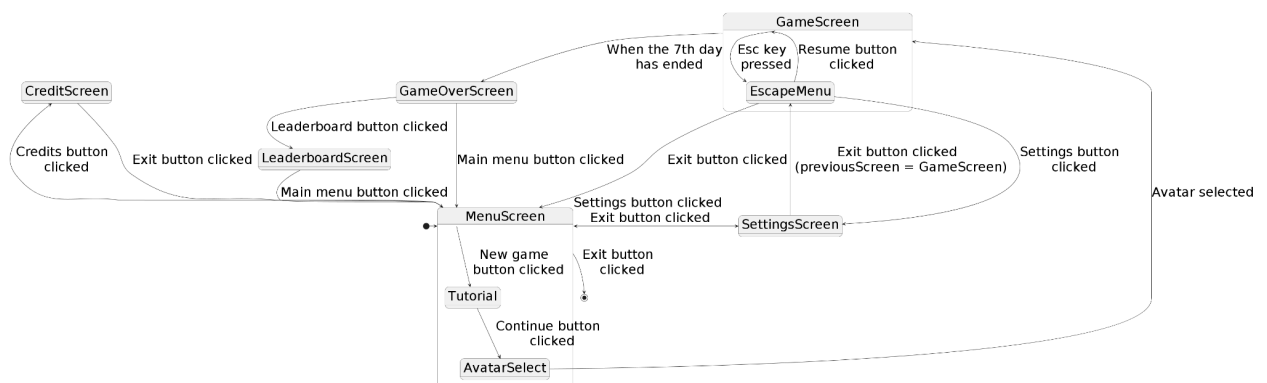 GameScreen
When the 7th day
has ended
Esc key
pressed
Resume button
clicked
CreditScreen
GameOverScreen
EscapeMenu
Leaderboard button clicked
Credits button
clicked
Exit button clicked
LeaderboardScreen
Main menu button clicked
Exit button clicked
Exit button clicked
(previousScreen = GameScreen)
Settings button
clicked
Main menu button clicked
Avatar selected
MenuScreen
Settings button clicked
Exit button clicked
SettingsScreen
New game
button clicked
Exit button
clicked
Tutorial
Continue button
clicked
AvatarSelect